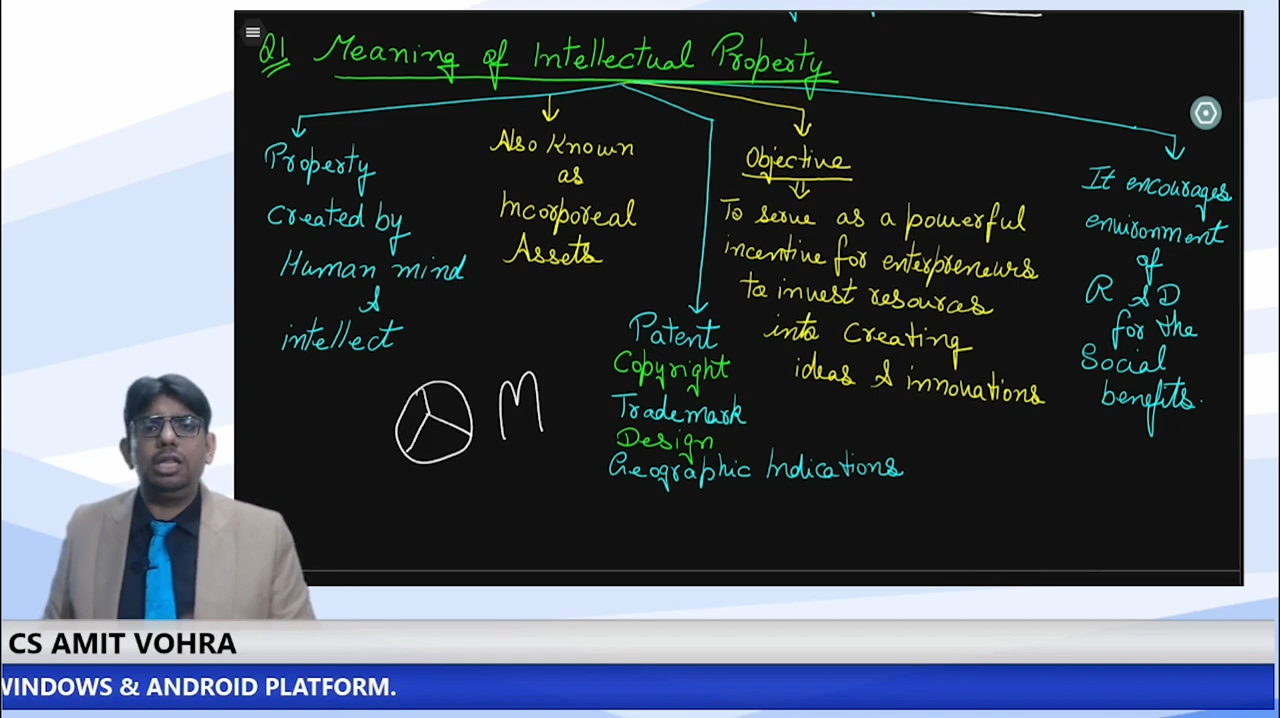 Q1 Meaning of Intellectual Property
Property
created by
Human mind
&
intellect
Also Known
as
Incorporeal
Assets
Patent
Copyright
Trademark
Design
Geographic Indications
Objective
To serve as a powerful
incentive for enterpreneurs
to invest resources
into Creating
ideas & innovations
It encourages
environment
of
R & D
for the
Social
benefits.
M
CS AMIT VOHRA
WINDOWS & ANDROID PLATFORM.